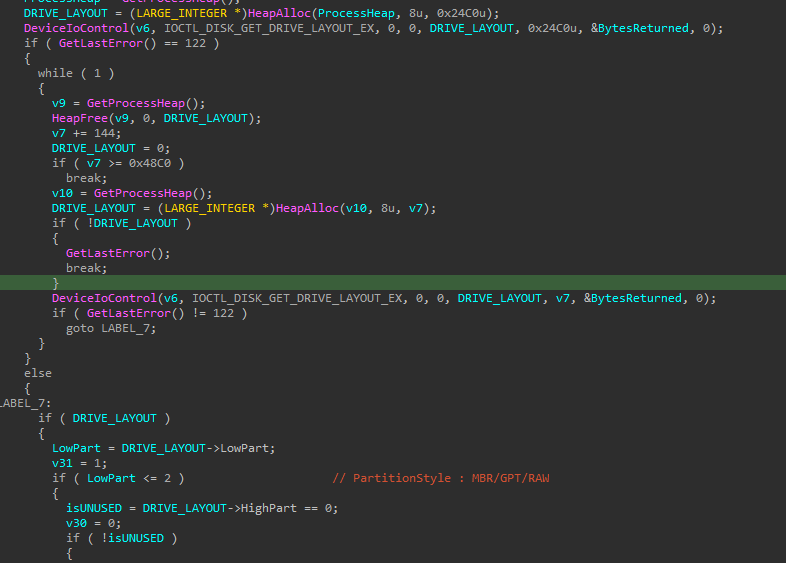 DRIVE_LAYOUT = (LARGE_INTEGER *)HeapAlloc(ProcessHeap, 8u, 0x24C0u);
DeviceIoControl(v6, IOCTL_DISK_GET_DRIVE_LAYOUT_EX, 0, 0, DRIVE_LAYOUT, 0x24C0u, &BytesReturned, 0);
if ( GetLastError() == 122 )
{
while ( 1 )
{
v9 = GetProcessHeap();
HeapFree(v9, 0, DRIVE_LAYOUT);
v7 += 144;
DRIVE_LAYOUT = 0;
if ( v7 >= 0x48C0 )
break;
v10 = GetProcessHeap();
DRIVE_LAYOUT = (LARGE_INTEGER *)HeapAlloc(v10, 8u, v7);
if ( !DRIVE_LAYOUT )
{
GetLastError();
break;
}
DeviceIoControl(v6, IOCTL_DISK_GET_DRIVE_LAYOUT_EX, 0, 0, DRIVE_LAYOUT, v7, &BytesReturned, 0);
if ( GetLastError() != 122 )
goto LABEL_7;
}
}
else
{
LABEL_7:
if ( DRIVE_LAYOUT )
{
LowPart = DRIVE_LAYOUT->LowPart;
v31 = 1;
if ( LowPart <= 2 ) // PartitionStyle : MBR/GPT/RAW
{
isUNUSED = DRIVE_LAYOUT->HighPart == 0;
v30 = 0;
if ( !isUNUSED )
{